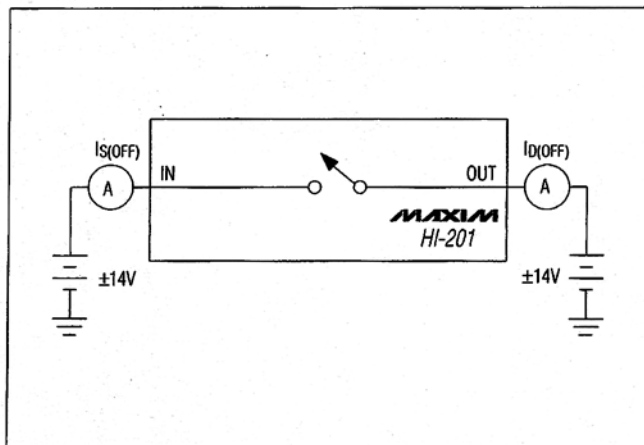 IS(OFF)
ID(OFF)
A
IN
OUT
A
MAXIM
HI-201
±14V
±14V